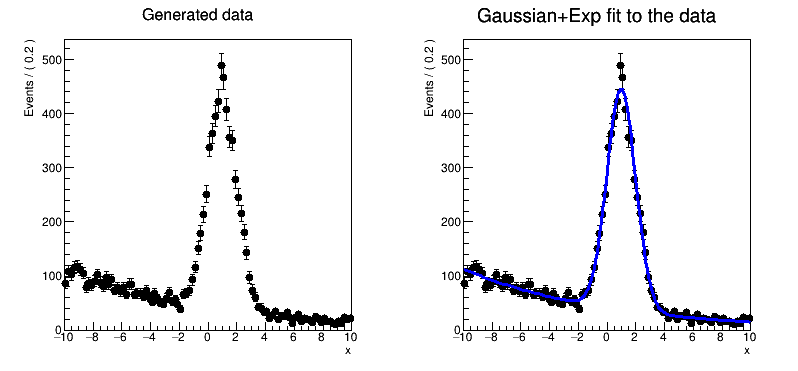 Generated data
Events / ( 0.2 )
500
400
300
200
100
0
−10 −8 −6 −4 −2 0 2 4 6 8 10
x
Gaussian+Exp fit to the data
Events / ( 0.2 )
500
400
300
200
100
0
−10 −8 −6 −4 −2 0 2 4 6 8 10
x